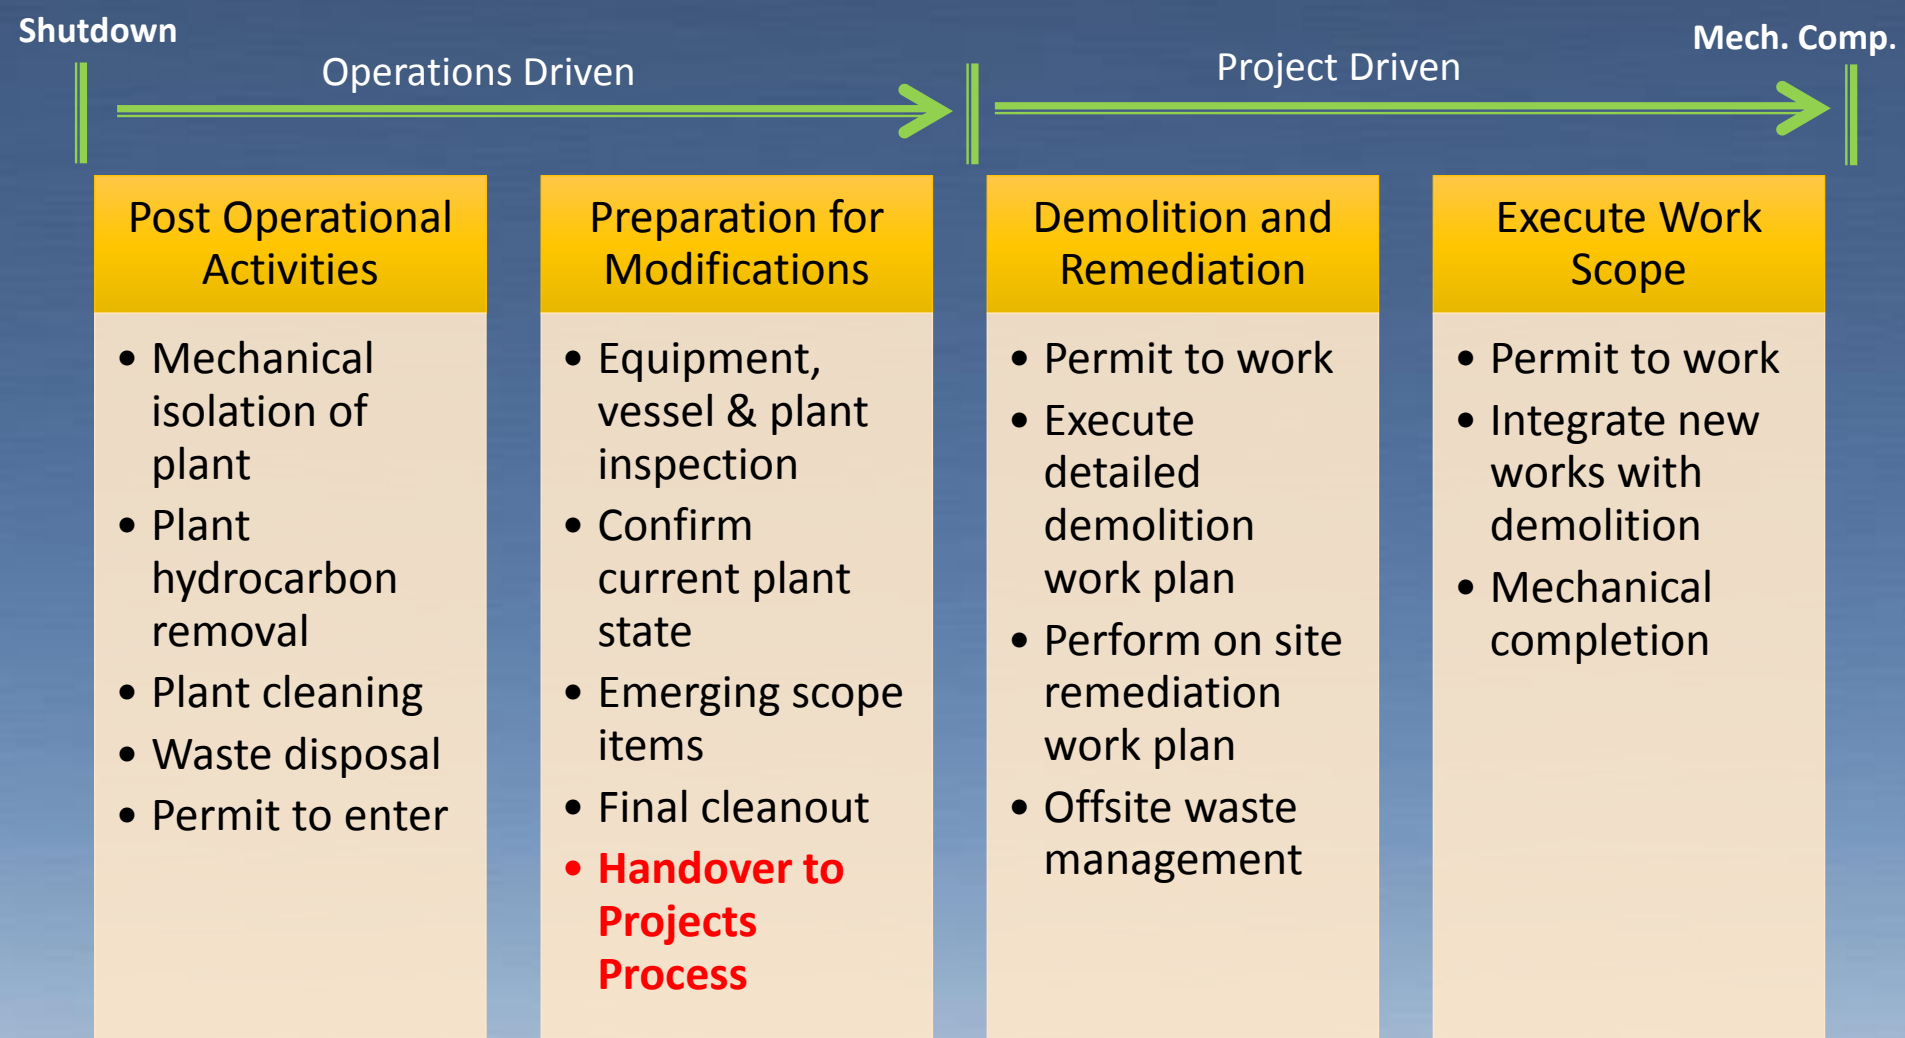 Shutdown
Operations Driven
Project Driven
Mech. Comp.
Post Operational
Activities
• Mechanical
isolation of
plant
• Plant
hydrocarbon
removal
• Plant cleaning
• Waste disposal
• Permit to enter
Preparation for
Modifications
• Equipment,
vessel & plant
inspection
• Confirm
current plant
state
• Emerging scope
items
• Final cleanout
• Handover to
Projects
Process
Demolition and
Remediation
• Permit to work
• Execute
detailed
demolition
work plan
• Perform on site
remediation
work plan
• Offsite waste
management
Execute Work
Scope
• Permit to work
• Integrate new
works with
demolition
• Mechanical
completion